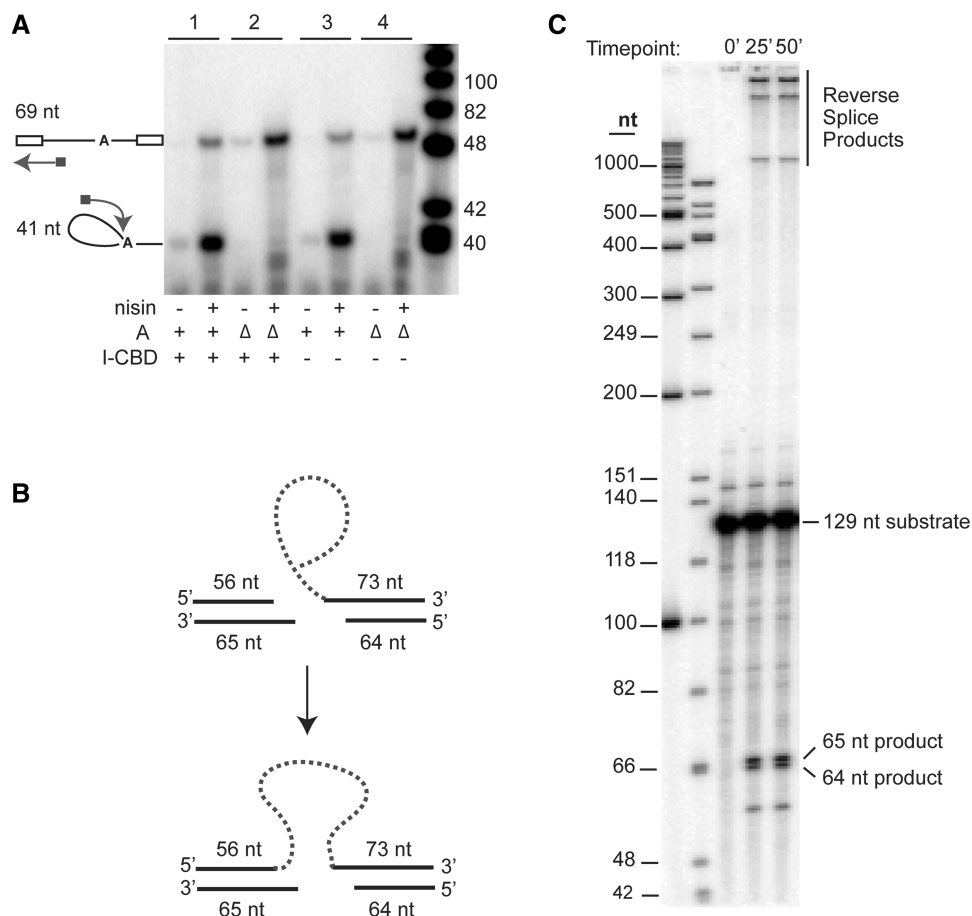 A
1 2 3 4
69 nt
A
41 nt
A
100
82
48
42
40
nisin - + - + - + - +
A + + Δ Δ + + Δ Δ
I-CBD + + + + - - - -
B
5' 56 nt 73 nt 3'
3' 65 nt 64 nt 5'
5' 56 nt 73 nt 3'
3' 65 nt 64 nt 5'
C
Timepoint: 0' 25' 50'
nt
1000
500
400
300
249
200
151
140
118
100
82
66
48
42
Reverse
Splice
Products
129 nt substrate
65 nt product
64 nt product